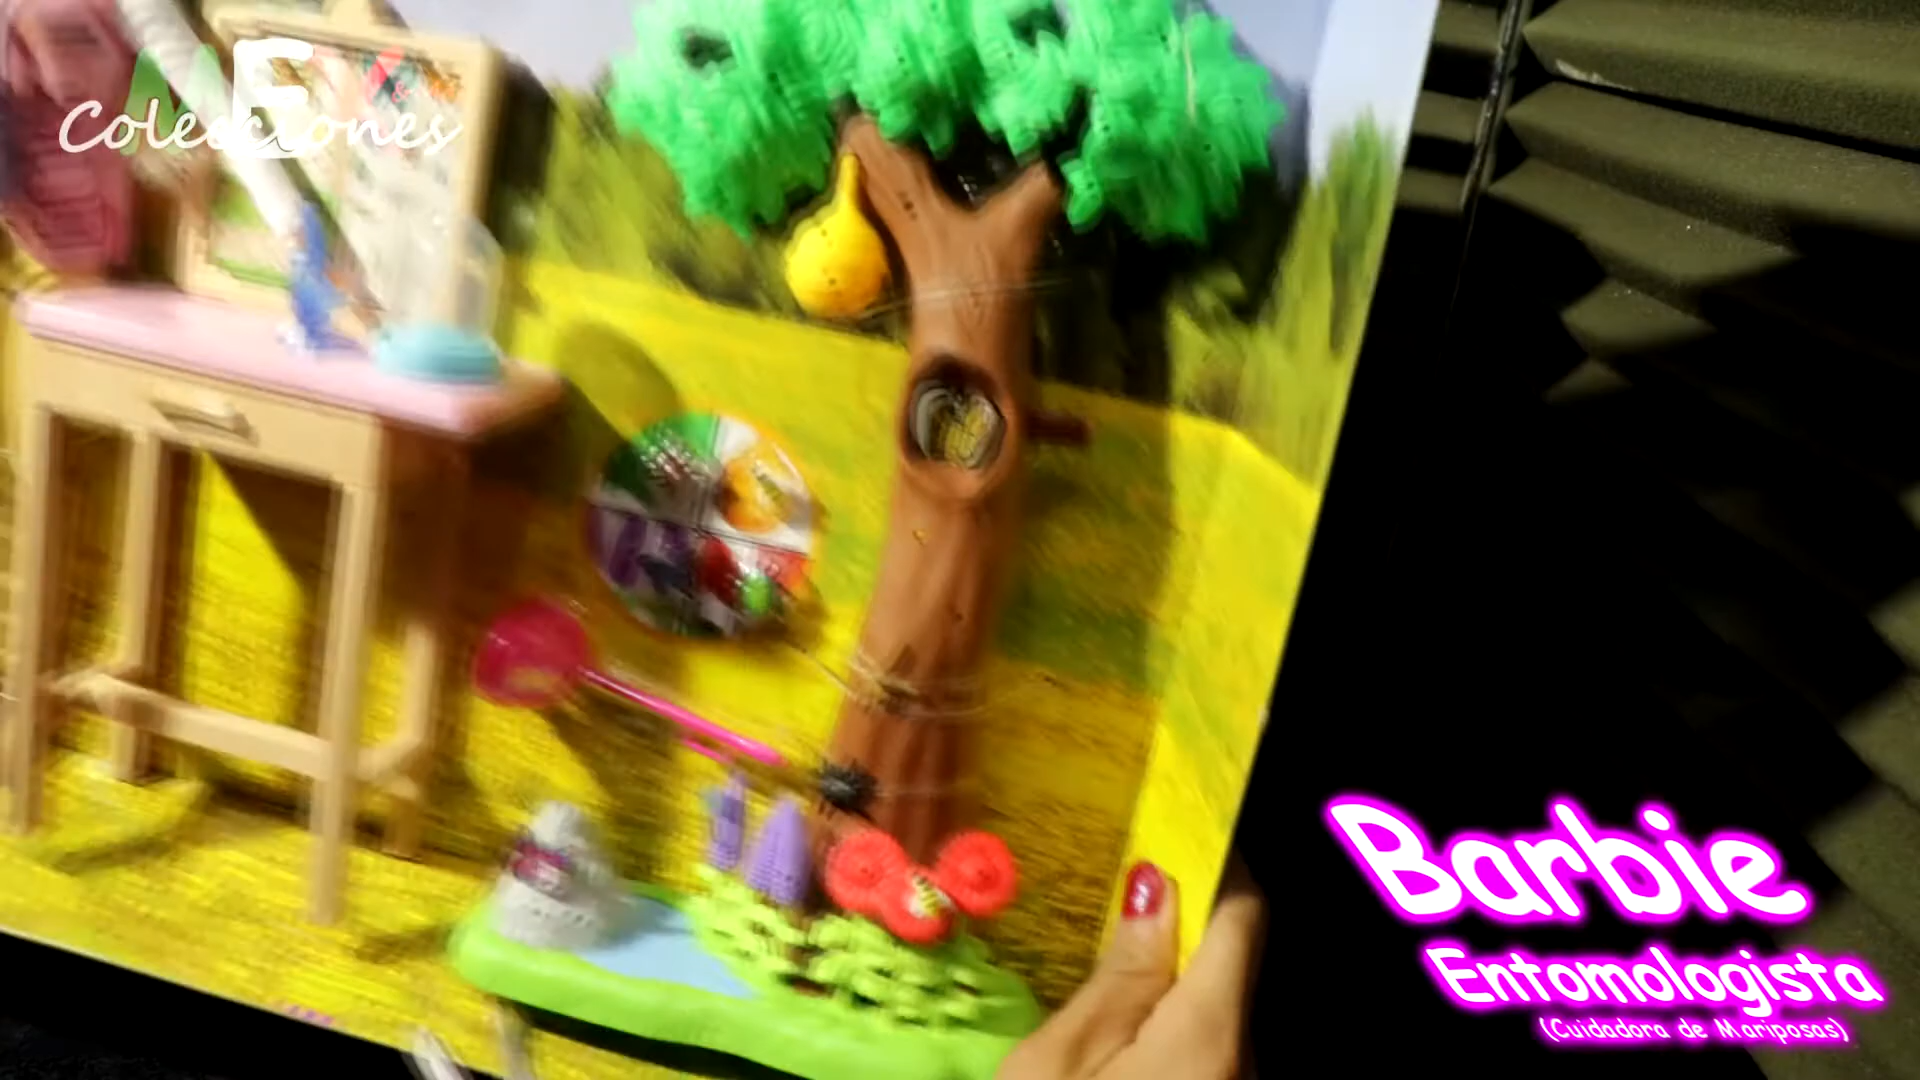 Colecciones
Barbie
Entomologista
(Cuidadora de Mariposas)